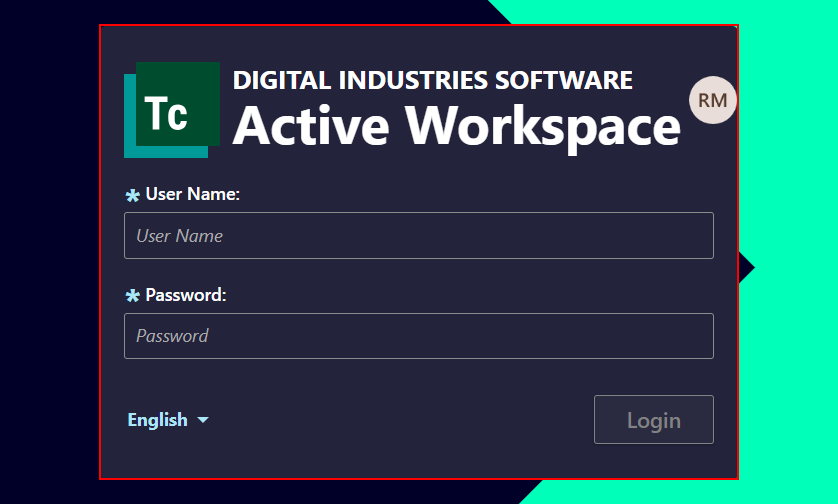 Tc
DIGITAL INDUSTRIES SOFTWARE
Active Workspace
RM
* User Name:
User Name
* Password:
Password
English
Login